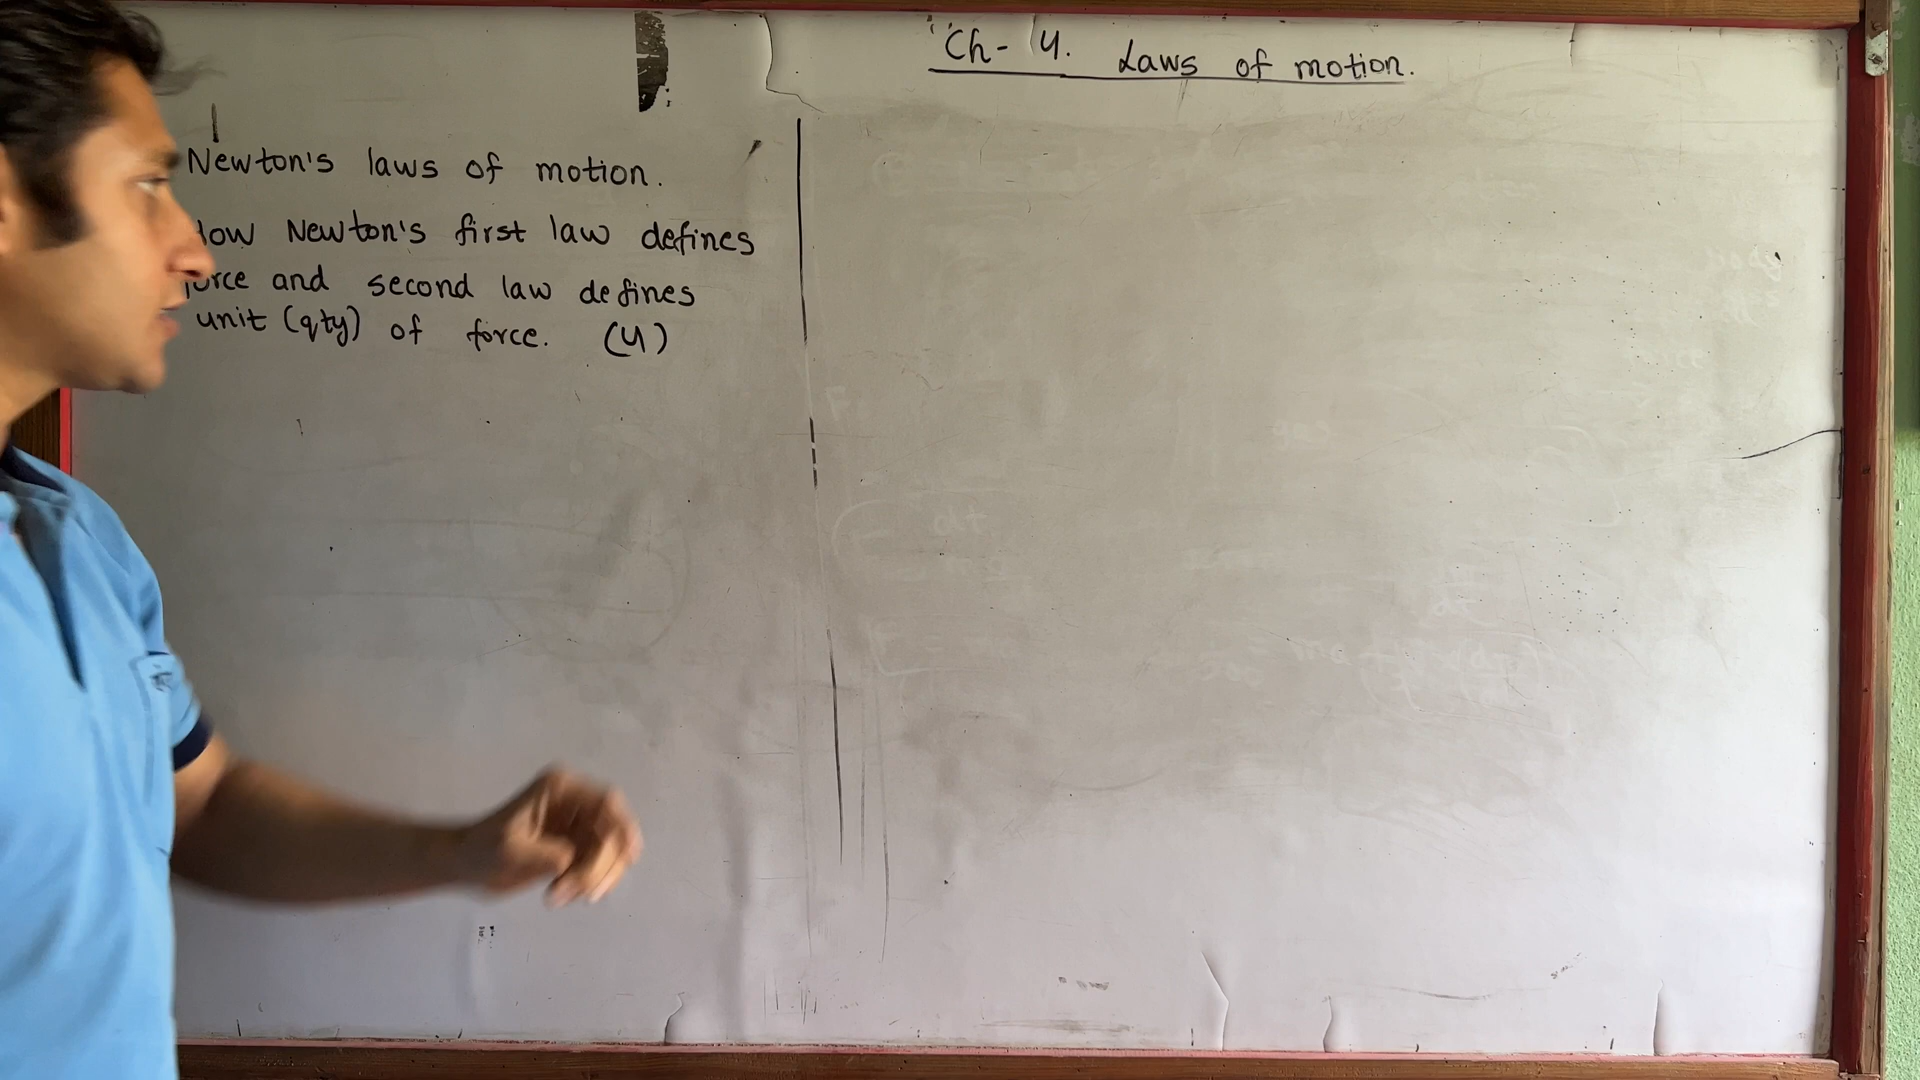 Ch- 4. Laws of motion.
Newton's laws of motion.
Newton's first law defines
and second law defines
unit (qty) of force. (4)